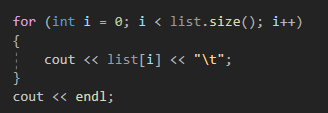 for (int i = 0; i < list.size(); i++)
{
    cout << list[i] << "\t";
}
cout << endl;